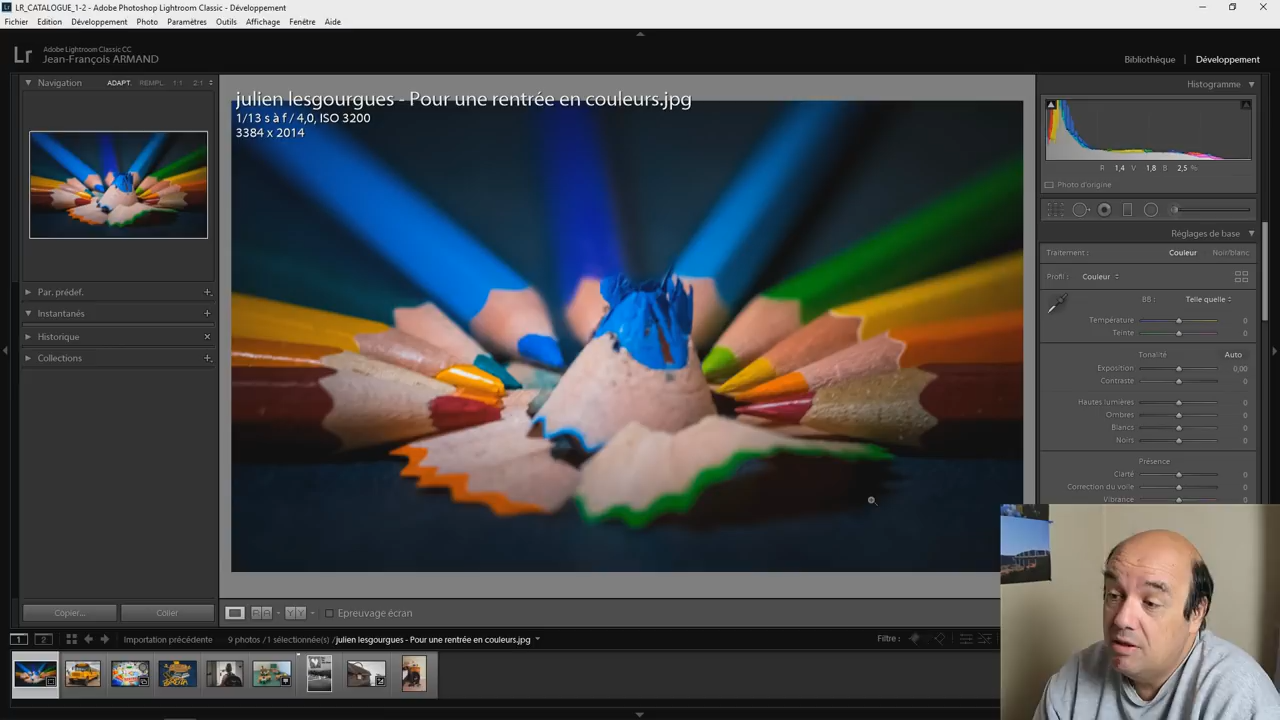 LR_CATALOGUE_1-2 - Adobe Photoshop Lightroom Classic - Développement
Fichier Edition Développement Photo Paramètres Outils Affichage Fenêtre Aide
Lr Adobe Lightroom Classic CC
Jean-François ARMAND
Bibliothèque | Développement
Navigation ADAPT. REMPL. 1:1 2:1
Histogramme
julien lesgourgues - Pour une rentrée en couleurs.jpg
1/13 s à f / 4,0, ISO 3200
3384 x 2014
R 1,4 V 1,8 B 2,5 %
Photo d'origine
Réglages de base
Traitement : Couleur Noir/blanc
Profil : Couleur
BB : Telle quelle
Température 0
Teinte 0
Tonalité Auto
Exposition 0,00
Contraste 0
Hautes lumières 0
Ombres 0
Blancs 0
Noirs 0
Présence
Clarté 0
Correction du voile 0
Vibrance 0
Par. prédef. +
Instantanés +
Historique ×
Collections +
Copier... Coller
Epreuvage écran
1 2 Importation précédente 9 photos /1 sélectionnée(s) /julien lesgourgues - Pour une rentrée en couleurs.jpg
Filtre :